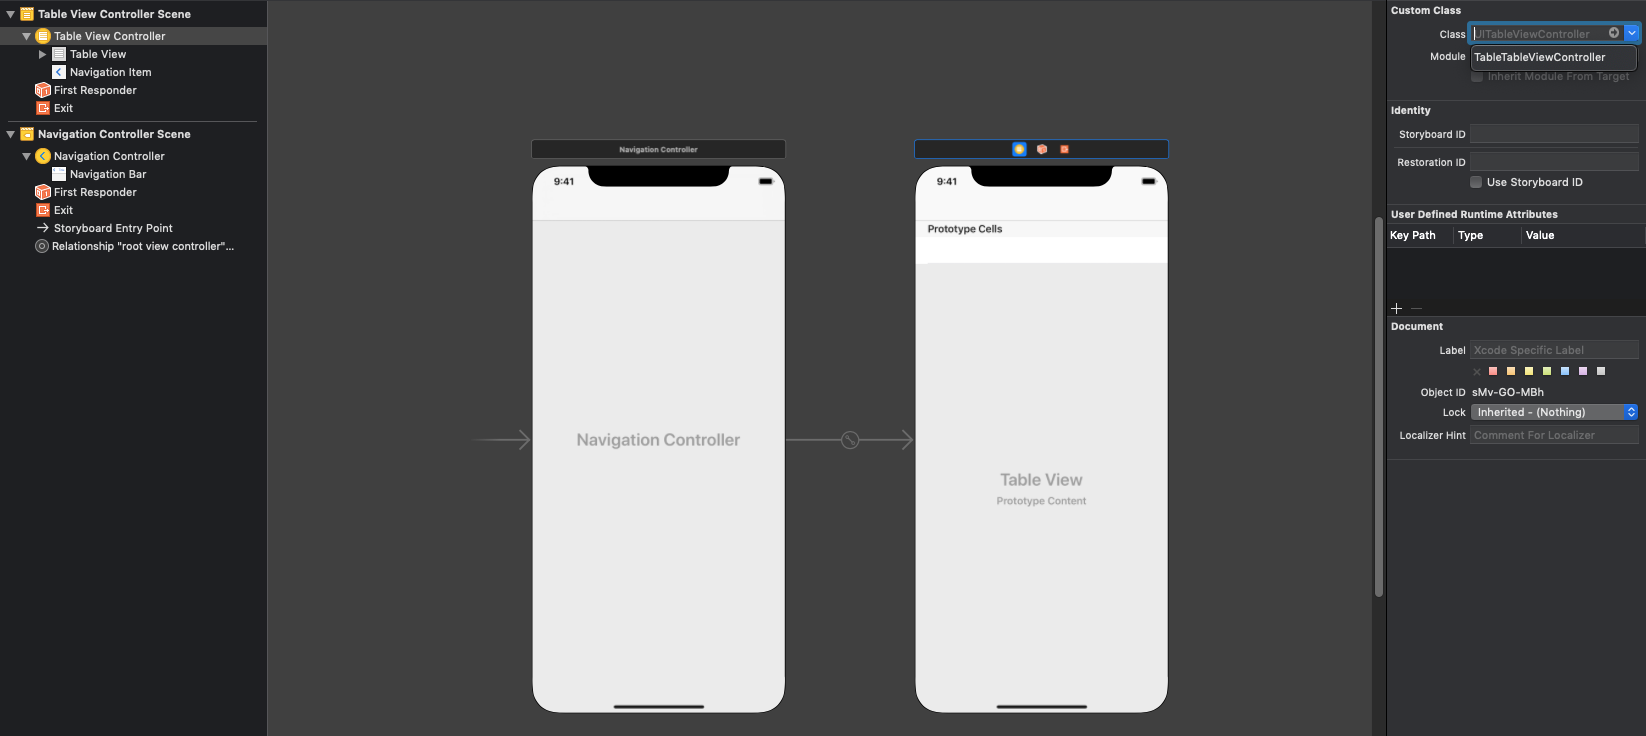 Table View Controller Scene
Table View Controller
Table View
Navigation Item
First Responder
Exit
Navigation Controller Scene
Navigation Controller
Navigation Bar
First Responder
Exit
Storyboard Entry Point
Relationship "root view controller"...
Navigation Controller
9:41
Navigation Controller
9:41
Prototype Cells
Table View
Prototype Content
Custom Class
Class UITableViewController
Module TableTableViewController
Inherit Module From Target
Identity
Storyboard ID
Restoration ID
Use Storyboard ID
User Defined Runtime Attributes
Key Path Type Value
Document
Label Xcode Specific Label
Object ID sMv-GO-MBh
Lock Inherited - (Nothing)
Localizer Hint Comment For Localizer